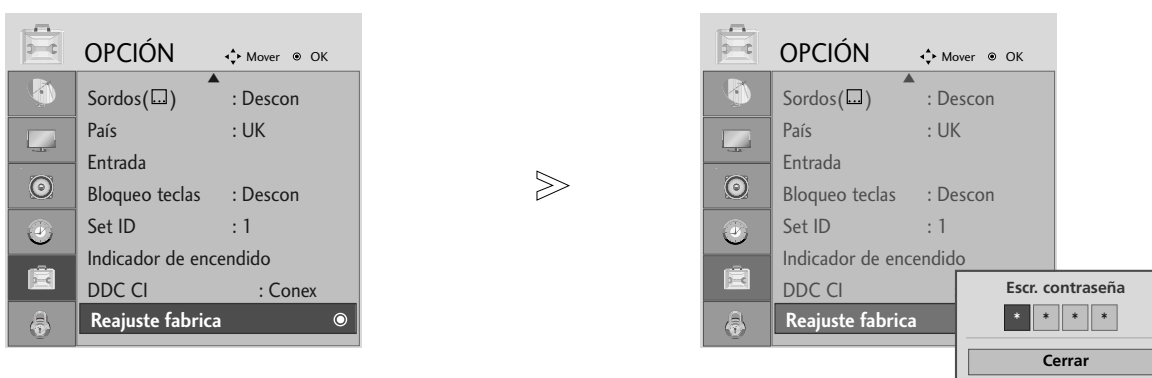 OPCIÓN Mover OK
Sordos( ) : Descon
País : UK
Entrada
Bloqueo teclas : Descon
Set ID : 1
Indicador de encendido
DDC CI : Conex
Reajuste fabrica
OPCIÓN Mover OK
Sordos( ) : Descon
País : UK
Entrada
Bloqueo teclas : Descon
Set ID : 1
Indicador de encendido
DDC CI :
Reajuste fabrica
Escr. contraseña
* * * *
Cerrar